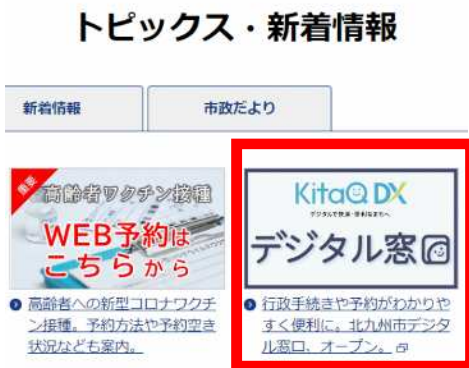 トピックス・新着情報
新着情報
市政だより
重要
高齢者ワクチン接種
WEB予約は
こちらから
高齢者への新型コロナワクチ
ン接種。予約方法や予約空き
状況なども案内。
KitaQ DX
デジタルで快適・便利なまちへ
デジタル窓口
行政手続きや予約がわかりや
すく便利に。北九州市デジタ
ル窓口、オープン。